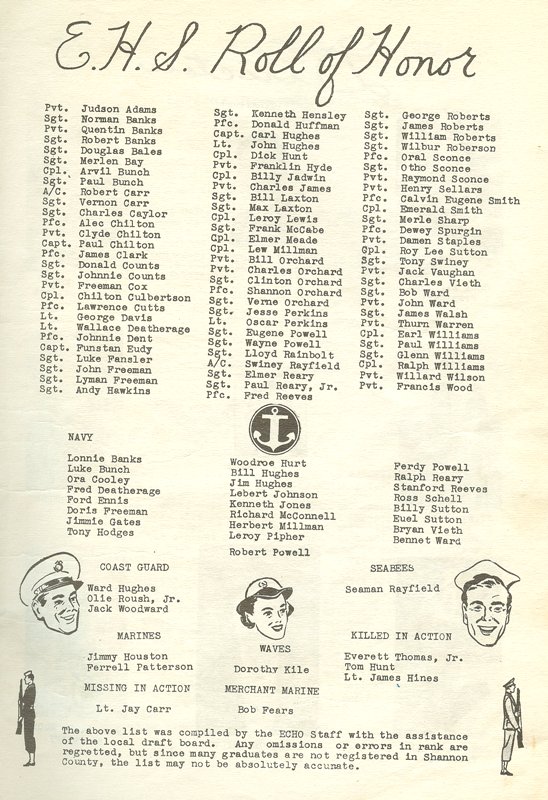 E.H.S. Roll of Honor
Pvt. Judson Adams
Sgt. Norman Banks
Pvt. Quentin Banks
Sgt. Robert Banks
Sgt. Douglas Bales
Sgt. Merlen Bay
Cpl. Arvil Bunch
Sgt. Paul Bunch
A/C. Robert Carr
Sgt. Vernon Carr
Sgt. Charles Caylor
Pfc. Alec Chilton
Pvt. Clyde Chilton
Capt. Paul Chilton
Pfc. James Clark
Sgt. Donald Counts
Sgt. Johnnie Counts
Pvt. Freeman Cox
Cpl. Chilton Culbertson
Pfc. Lawrence Cutts
Lt. George Davis
Lt. Wallace Deatherage
Pfc. Johnnie Dent
Capt. Funstan Eudy
Sgt. Luke Fansler
Sgt. John Freeman
Sgt. Lyman Freeman
Sgt. Andy Hawkins
Sgt. Kenneth Hensley
Pfc. Donald Huffman
Capt. Carl Hughes
Lt. John Hughes
Cpl. Dick Hunt
Pvt. Franklin Hyde
Cpl. Billy Jadwin
Pvt. Charles James
Sgt. Bill Laxton
Sgt. Max Laxton
Cpl. Leroy Lewis
Sgt. Frank McCabe
Cpl. Elmer Meade
Cpl. Lew Millman
Pvt. Bill Orchard
Pvt. Charles Orchard
Sgt. Clinton Orchard
Pfc. Shannon Orchd
Sgt. Verne Orchard
Sgt. Jesse Perkins
Lt. Oscar Perkins
Sgt. Eugene Powell
Sgt. Wayne Powell
Sgt. Lloyd Rainbolt
A/C. Swiney Rayfield
Sgt. Elmer Reary
Sgt. Paul Reary, Jr.
Pfc. Fred Reeves
Sgt. George Roberts
Sgt. James Roberts
Sgt. William Roberts
Sgt. Wilbur Roberson
Pfc. Oral Sconce
Sgt. Otho Sconce
Pvt. Raymond Sconce
Pvt. Henry Sellars
Pfc. Calvin Eugene Smith
Cpl. Emerald Smith
Sgt. Merle Sharp
Pfc. Dewey Spurgin
Pvt. Damen Staples
Cpl. Roy Lee Sutton
Sgt. Tony Swiney
Pvt. Jack Vaughan
Sgt. Charles Vieth
Sgt. Bob Ward
Pvt. John Ward
Sgt. James Walsh
Pvt. Thurn Warren
Cpl. Earl Williams
Sgt. Paul Williams
Sgt. Glenn Williams
Cpl. Ralph Williams
Pvt. Willard Wilson
Pvt. Francis Wood
NAVY
Lonnie Banks
Luke Bunch
Ora Cooley
Fred Deatherage
Ford Ennis
Doris Freeman
Jimmie Gates
Tony Hodges
Woodroe Hurt
Bill Hughes
Jim Hughes
Lebert Johnson
Kenneth Jones
Richard McConnell
Herbert Millman
Leroy Pipher
Robert Powell
Ferdy Powell
Ralph Reary
Stanford Reeves
Ross Schell
Billy Sutton
Euel Sutton
Bryan Vieth
Bennet Ward
COAST GUARD
Ward Hughes
Olie Roush, Jr.
Jack Woodward
SEABEES
Seaman Rayfield
MARINES
Jimmy Houston
Ferrell Patterson
WAVES
Dorothy Kile
KILLED IN ACTION
Everett Thomas, Jr.
Tom Hunt
Lt. James Hines
MISSING IN ACTION
Lt. Jay Carr
MERCHANT MARINE
Bob Fears
The above list was compiled by the ECHO Staff with the assistance
of the local draft board. Any omissions or errors in rank are
regretted, but since many graduates are not registered in Shannon
County, the list may not be absolutely accurate.